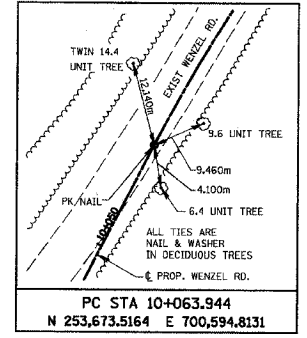 TWIN 14.4
UNIT TREE
EXIST WENZEL RD.
12.140m
9.6 UNIT TREE
9.460m
4.100m
PK NAIL
6.4 UNIT TREE
10+050
ALL TIES ARE
NAIL & WASHER
IN DECIDUOUS TREES
℄ PROP. WENZEL RD.
PC STA 10+063.944
N 253,673.5164 E 700,594.8131